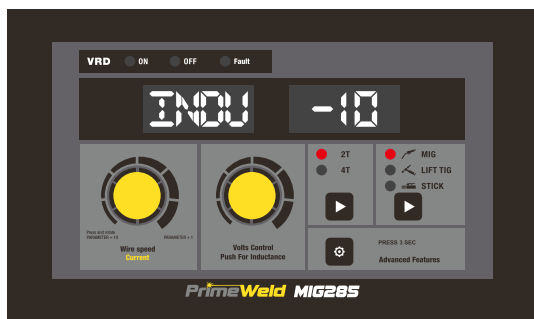 VRD ON OFF Fault
INDU -10
2T
4T
MIG
LIFT TIG
STICK
Press and rotate
PARAMETER + 10
PARAMETER + 1
Wire speed
Current
Volts Control
Push For Inductance
PRESS 3 SEC
Advanced Features
PrimeWeld MIG285